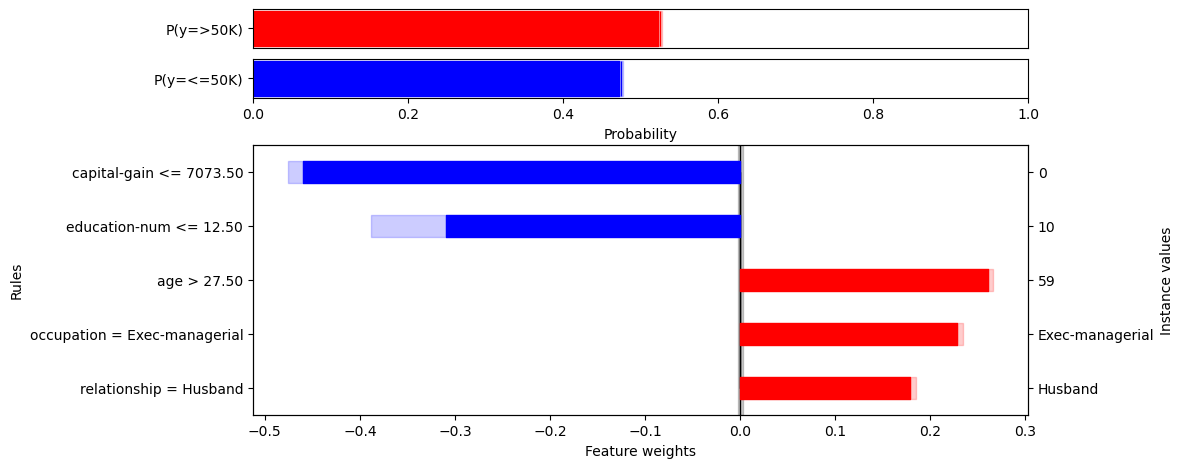 P(y=>50K)
P(y=<=50K)
0.0 0.2 0.4 0.6 0.8 1.0
Probability
capital-gain <= 7073.50 0
education-num <= 12.50 10
age > 27.50 59
occupation = Exec-managerial Exec-managerial
relationship = Husband Husband
Rules
Instance values
−0.5 −0.4 −0.3 −0.2 −0.1 0.0 0.1 0.2 0.3
Feature weights